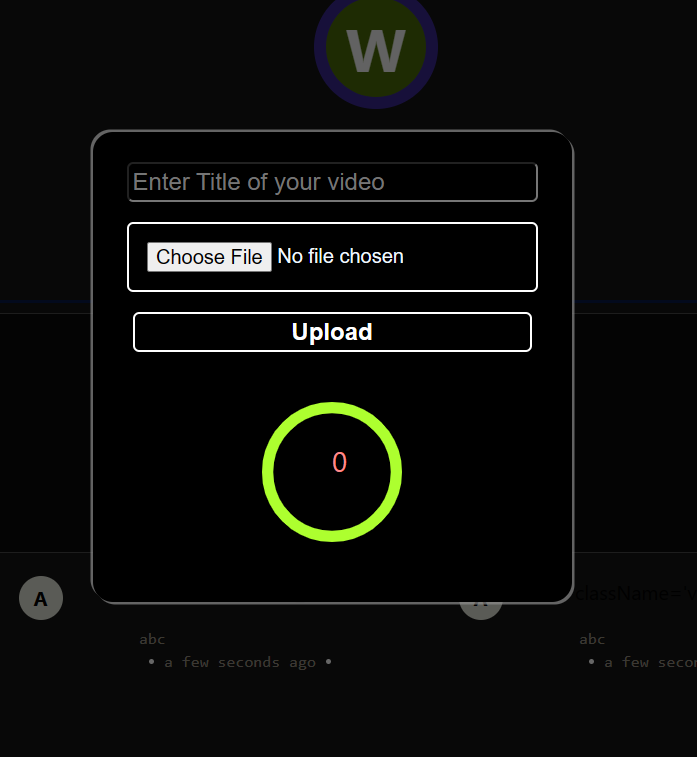 W
Enter Title of your video
Choose File No file chosen
Upload
0
A
className='v
abc
• a few seconds ago •
abc
• a few secon